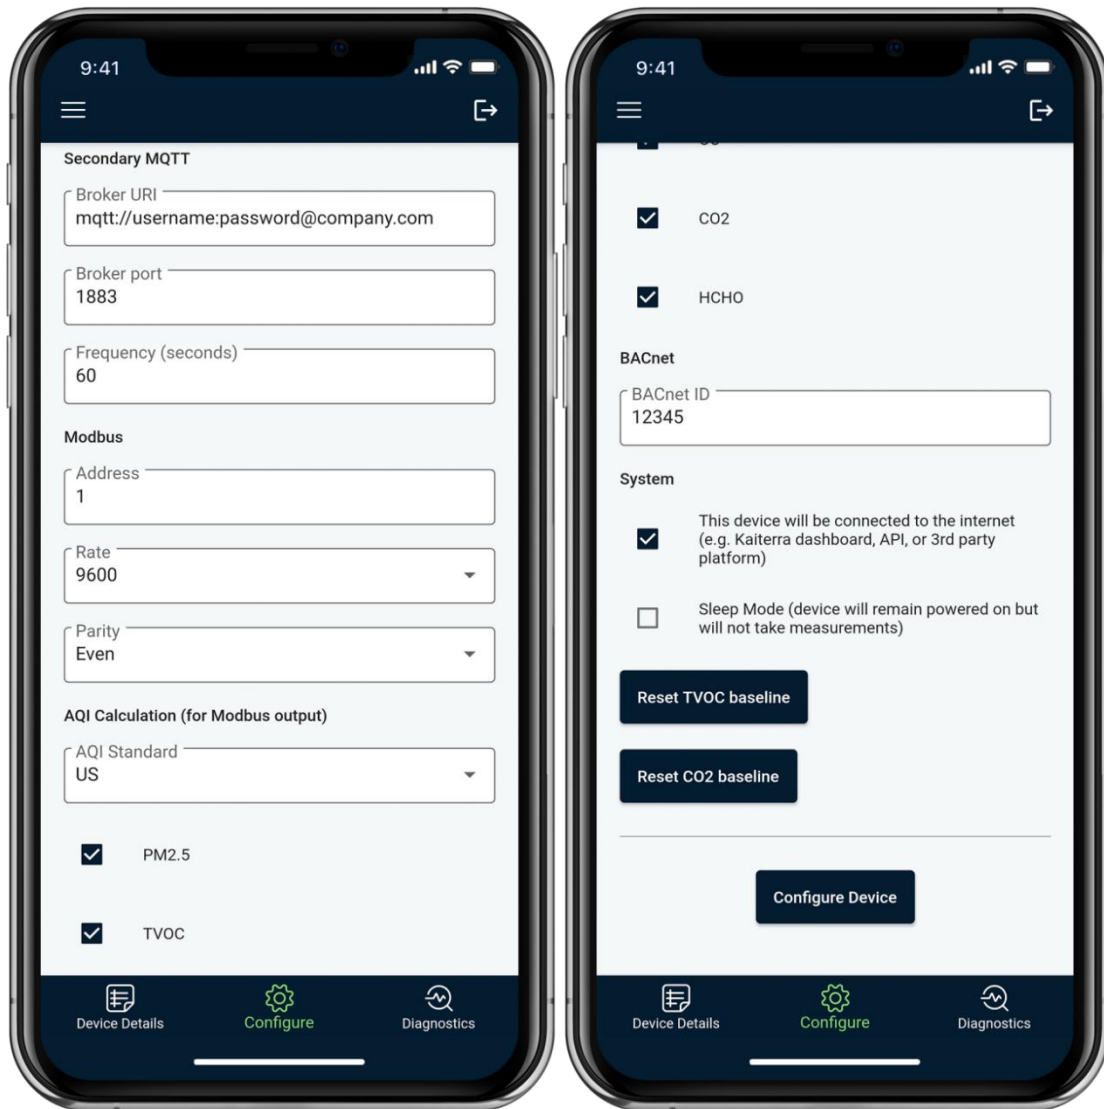 9:41
Secondary MQTT
Broker URI
mqtt://username:password@company.com
Broker port
1883
Frequency (seconds)
60
Modbus
Address
1
Rate
9600
Parity
Even
AQI Calculation (for Modbus output)
AQI Standard
US
PM2.5
TVOC
Device Details
Configure
Diagnostics
9:41
CO2
HCHO
BACnet
BACnet ID
12345
System
This device will be connected to the internet
(e.g. Kaiterra dashboard, API, or 3rd party
platform)
Sleep Mode (device will remain powered on but
will not take measurements)
Reset TVOC baseline
Reset CO2 baseline
Configure Device
Device Details
Configure
Diagnostics